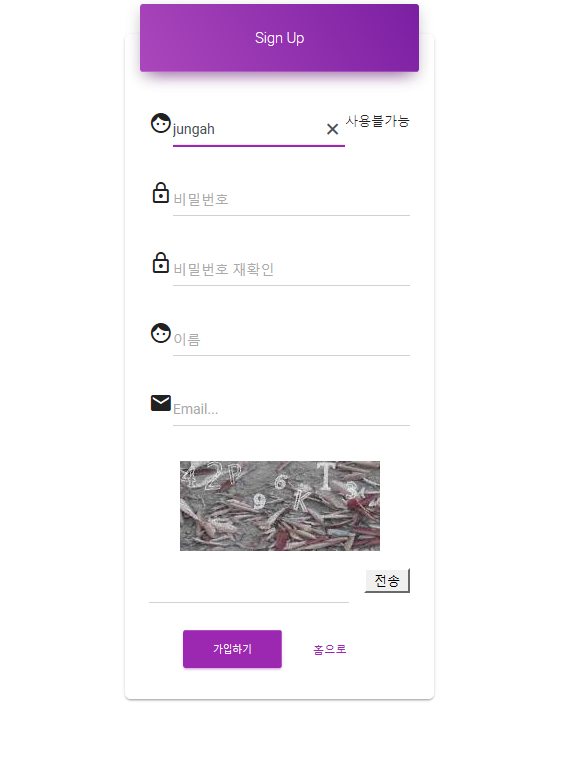 Sign Up
jungah
사용불가능
비밀번호
비밀번호 재확인
이름
Email...
전송
가입하기
홈으로